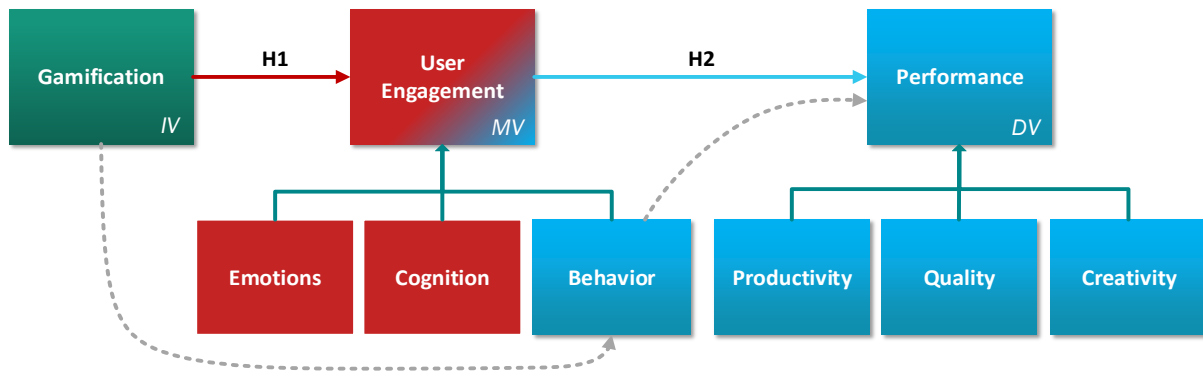 H1
H2
Gamification
IV
User
Engagement
MV
Performance
DV
Emotions
Cognition
Behavior
Productivity
Quality
Creativity